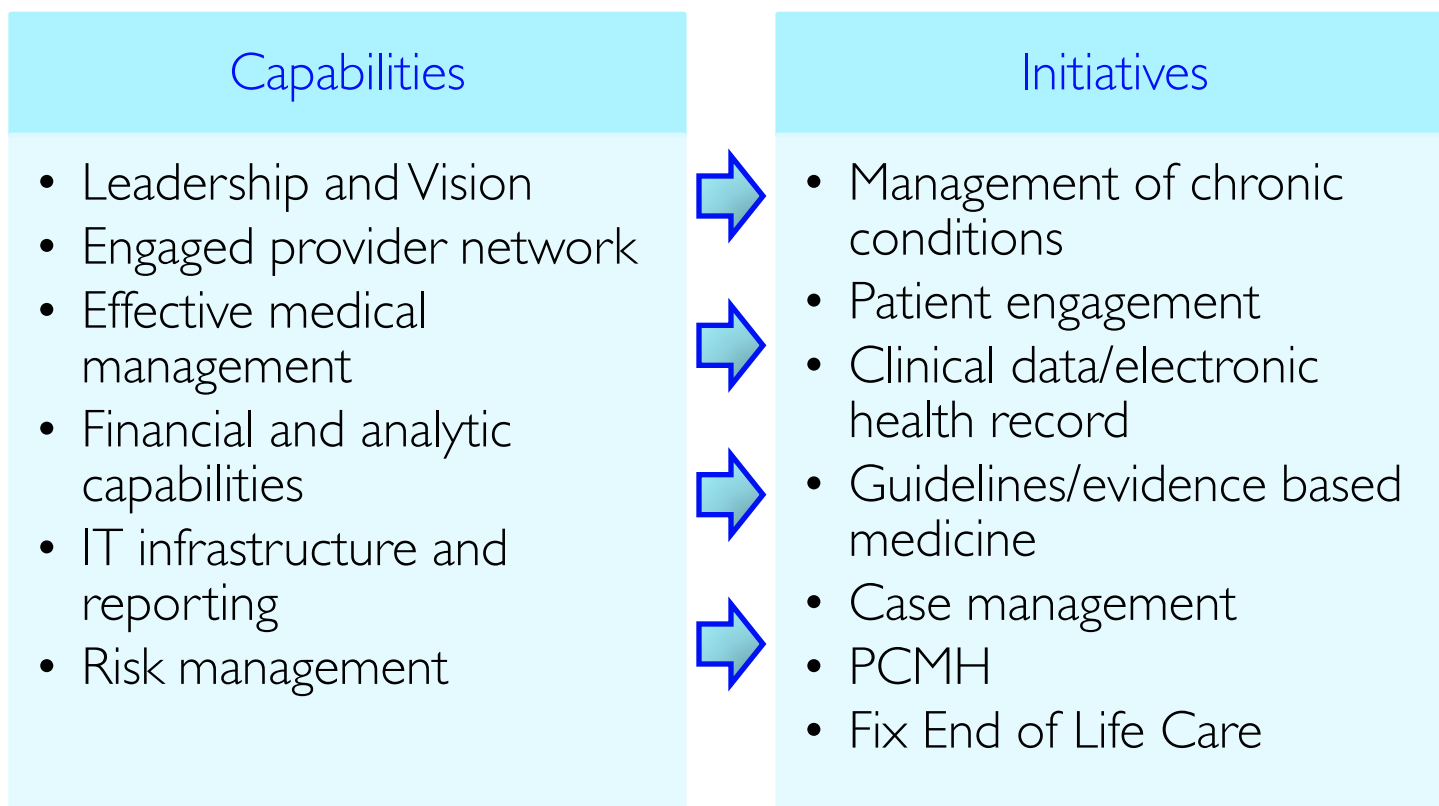 Capabilities
• Leadership and Vision
• Engaged provider network
• Effective medical
management
• Financial and analytic
capabilities
• IT infrastructure and
reporting
• Risk management
Initiatives
• Management of chronic
conditions
• Patient engagement
• Clinical data/electronic
health record
• Guidelines/evidence based
medicine
• Case management
• PCMH
• Fix End of Life Care